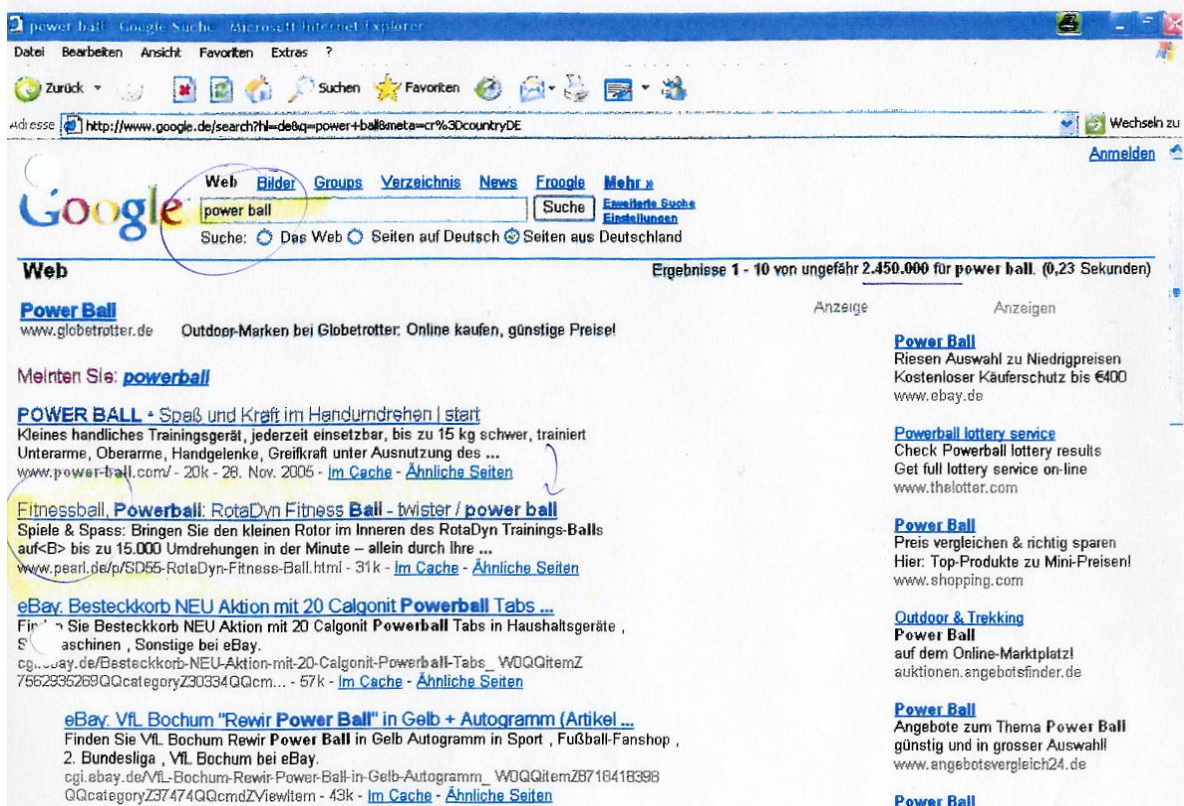 power ball - Google Suche - Microsoft Internet Explorer
Datei Bearbeiten Ansicht Favoriten Extras ?
Zurück Suchen Favoriten
Adresse http://www.google.de/search?hl=de&q=power+ball&meta=cr%3DcountryDE Wechseln zu
Anmelden
Web Bilder Groups Verzeichnis News Froogle Mehr »
Google power ball Suche Erweiterte Suche
Einstellungen
Suche: Das Web Seiten auf Deutsch Seiten aus Deutschland
Web Ergebnisse 1 - 10 von ungefähr 2.450.000 für power ball. (0,23 Sekunden)
Power Ball Anzeige
www.globetrotter.de Outdoor-Marken bei Globetrotter: Online kaufen, günstige Preise!
Meinten Sie: powerball
POWER BALL - Spaß und Kraft im Handumdrehen | start
Kleines handliches Trainingsgerät, jederzeit einsetzbar, bis zu 15 kg schwer, trainiert
Unterarme, Oberarme, Handgelenke, Greifkraft unter Ausnutzung des ...
www.power-ball.com/ - 20k - 28. Nov. 2005 - Im Cache - Ähnliche Seiten
Fitnessball, Powerball: RotaDyn Fitness Ball - twister / power ball
Spiele & Spass: Bringen Sie den kleinen Rotor im Inneren des RotaDyn Trainings-Balls
auf<B> bis zu 15.000 Umdrehungen in der Minute – allein durch Ihre ...
www.pearl.de/p/SD55-RotaDyn-Fitness-Ball.html - 31k - Im Cache - Ähnliche Seiten
eBay: Besteckkorb NEU Aktion mit 20 Calgonit Powerball Tabs ...
Sie Besteckkorb NEU Aktion mit 20 Calgonit Powerball Tabs in Haushaltsgeräte ,
aschinen , Sonstige bei eBay.
cgi.ebay.de/Besteckkorb-NEU-Aktion-mit-20-Calgonit-Powerball-Tabs_W0QQitemZ
7562935269QQcategoryZ30334QQcm... - 57k - Im Cache - Ähnliche Seiten
eBay: VfL Bochum "Rewir Power Ball" in Gelb + Autogramm (Artikel ...
Finden Sie VfL Bochum Rewir Power Ball in Gelb Autogramm in Sport , Fußball-Fanshop ,
2. Bundesliga , VfL Bochum bei eBay.
cgi.ebay.de/VfL-Bochum-Rewir-Power-Ball-in-Gelb-Autogramm_W0QQitemZ8718418398
QQcategoryZ37474QQcmdZViewItem - 43k - Im Cache - Ähnliche Seiten
Anzeigen
Power Ball
Riesen Auswahl zu Niedrigpreisen
Kostenloser Käuferschutz bis €400
www.ebay.de
Powerball lottery service
Check Powerball lottery results
Get full lottery service on-line
www.thelotter.com
Power Ball
Preis vergleichen & richtig sparen
Hier: Top-Produkte zu Mini-Preisen!
www.shopping.com
Outdoor & Trekking
Power Ball
auf dem Online-Marktplatz!
auktionen.angebotsfinder.de
Power Ball
Angebote zum Thema Power Ball
günstig und in grosser Auswahl!
www.angebotsvergleich24.de
Power Ball